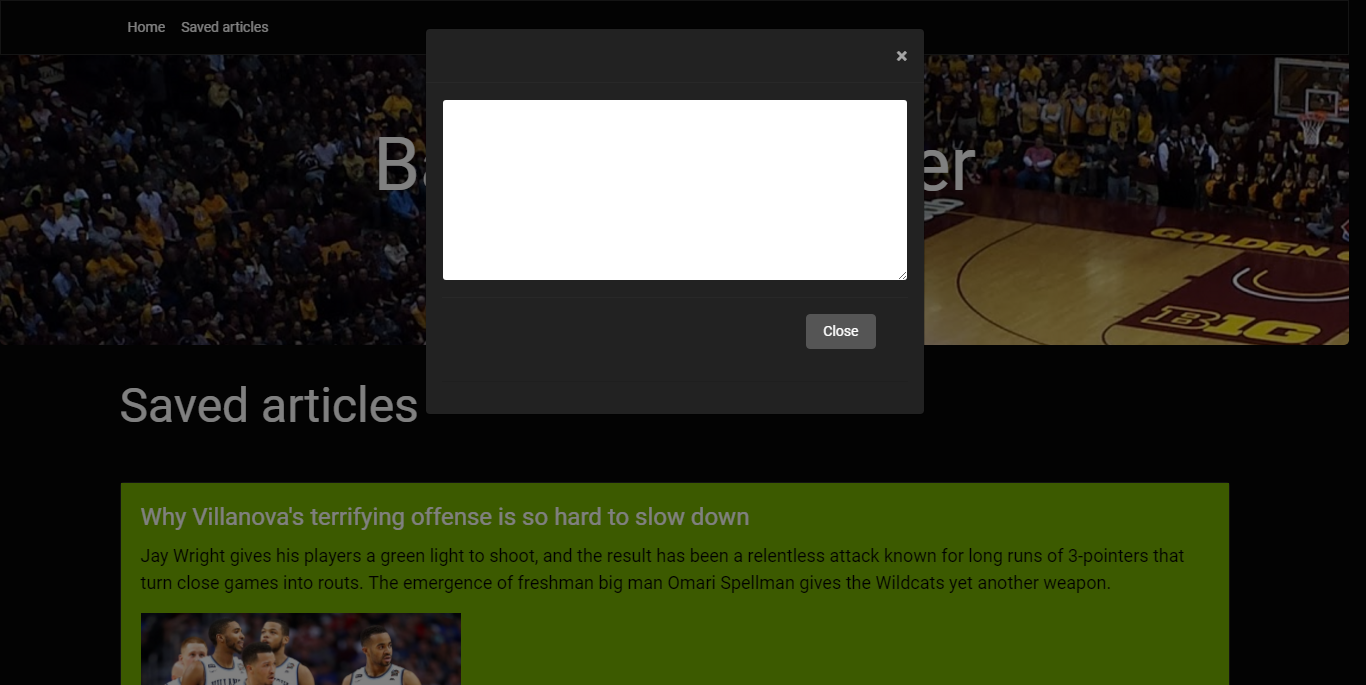 Home Saved articles
×
Ba
er
GOLDEN G
B1G
Close
Saved articles
Why Villanova's terrifying offense is so hard to slow down
Jay Wright gives his players a green light to shoot, and the result has been a relentless attack known for long runs of 3-pointers that
turn close games into routs. The emergence of freshman big man Omari Spellman gives the Wildcats yet another weapon.